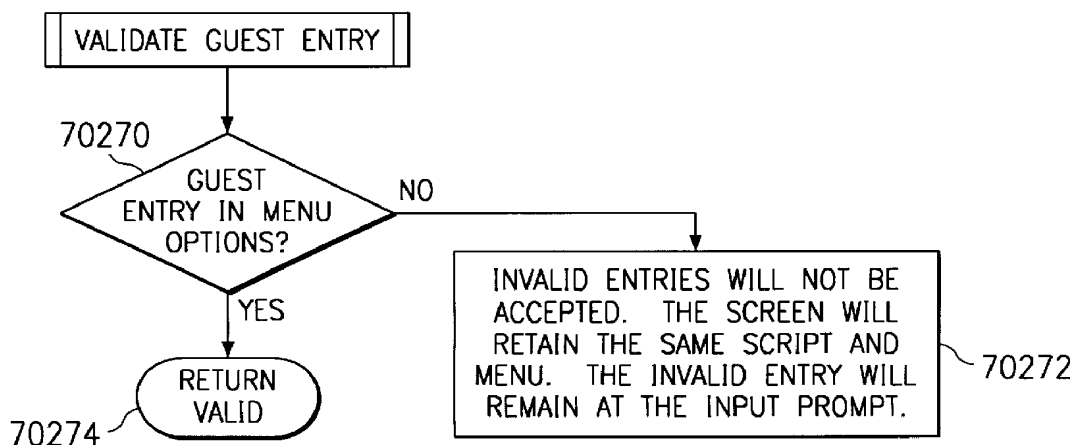 VALIDATE GUEST ENTRY
70270
GUEST
ENTRY IN MENU
OPTIONS?
NO
YES
INVALID ENTRIES WILL NOT BE
ACCEPTED. THE SCREEN WILL
RETAIN THE SAME SCRIPT AND
MENU. THE INVALID ENTRY WILL
REMAIN AT THE INPUT PROMPT.
70272
RETURN
VALID
70274